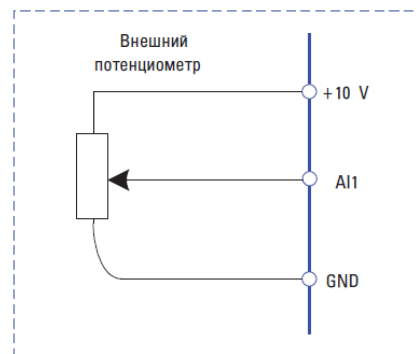 Внешний
потенциометр
+10 V
AI1
GND